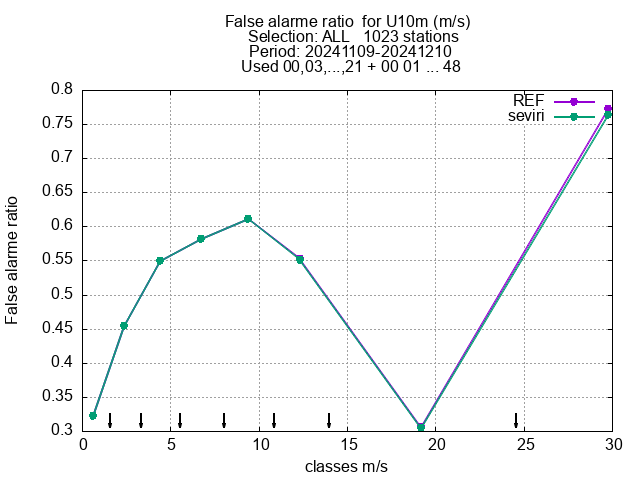 False alarme ratio  for U10m (m/s)
Selection: ALL   1023 stations
Period: 20241109-20241210
Used 00,03,...,21 + 00 01 ... 48
REF
seviri
False alarme ratio
0.8
0.75
0.7
0.65
0.6
0.55
0.5
0.45
0.4
0.35
0.3
0 5 10 15 20 25 30
classes m/s